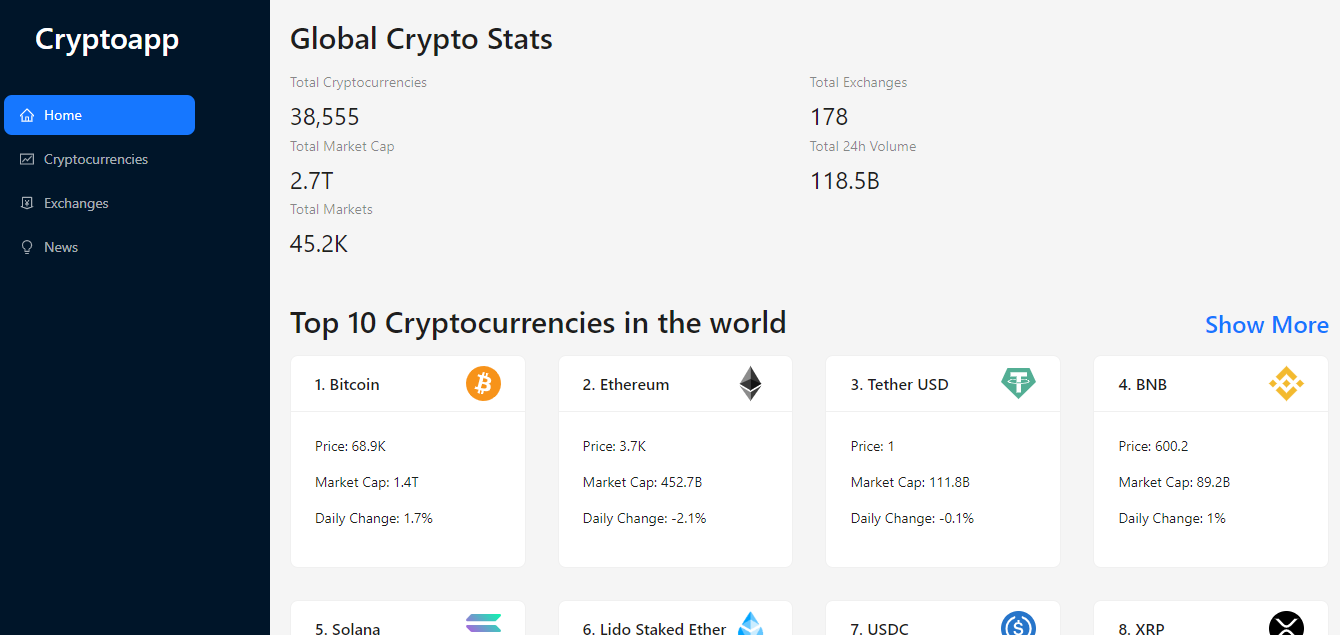 Cryptoapp
Home
Cryptocurrencies
Exchanges
News
Global Crypto Stats
Total Cryptocurrencies
38,555
Total Exchanges
178
Total Market Cap
2.7T
Total 24h Volume
118.5B
Total Markets
45.2K
Top 10 Cryptocurrencies in the world
Show More
1. Bitcoin
Price: 68.9K
Market Cap: 1.4T
Daily Change: 1.7%
2. Ethereum
Price: 3.7K
Market Cap: 452.7B
Daily Change: -2.1%
3. Tether USD
Price: 1
Market Cap: 111.8B
Daily Change: -0.1%
4. BNB
Price: 600.2
Market Cap: 89.2B
Daily Change: 1%
5. Solana
6. Lido Staked Ether
7. USDC
8. XRP